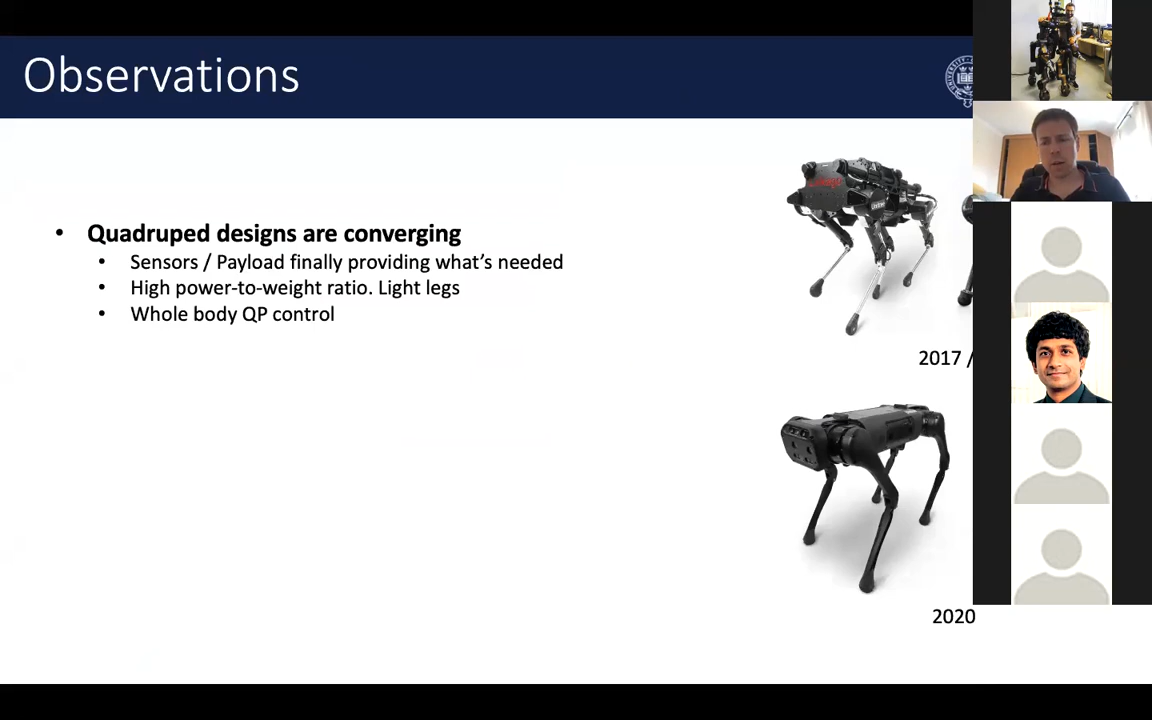 Observations
• Quadruped designs are converging
• Sensors / Payload finally providing what's needed
• High power-to-weight ratio. Light legs
• Whole body QP control
2017 /
2020